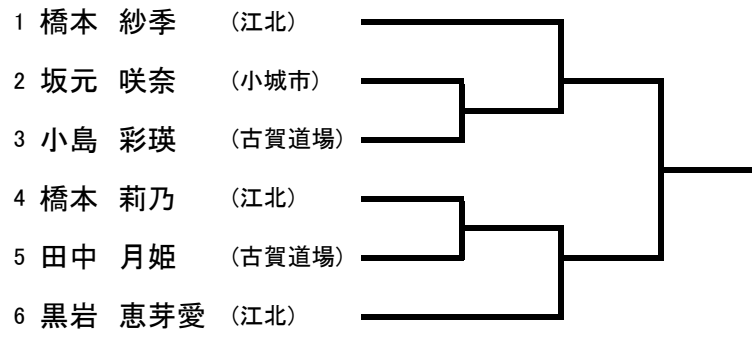 1 橋本 紗季 (江北)
2 坂元 咲奈 (小城市)
3 小島 彩瑛 (古賀道場)
4 橋本 莉乃 (江北)
5 田中 月姫 (古賀道場)
6 黒岩 恵芽愛 (江北)